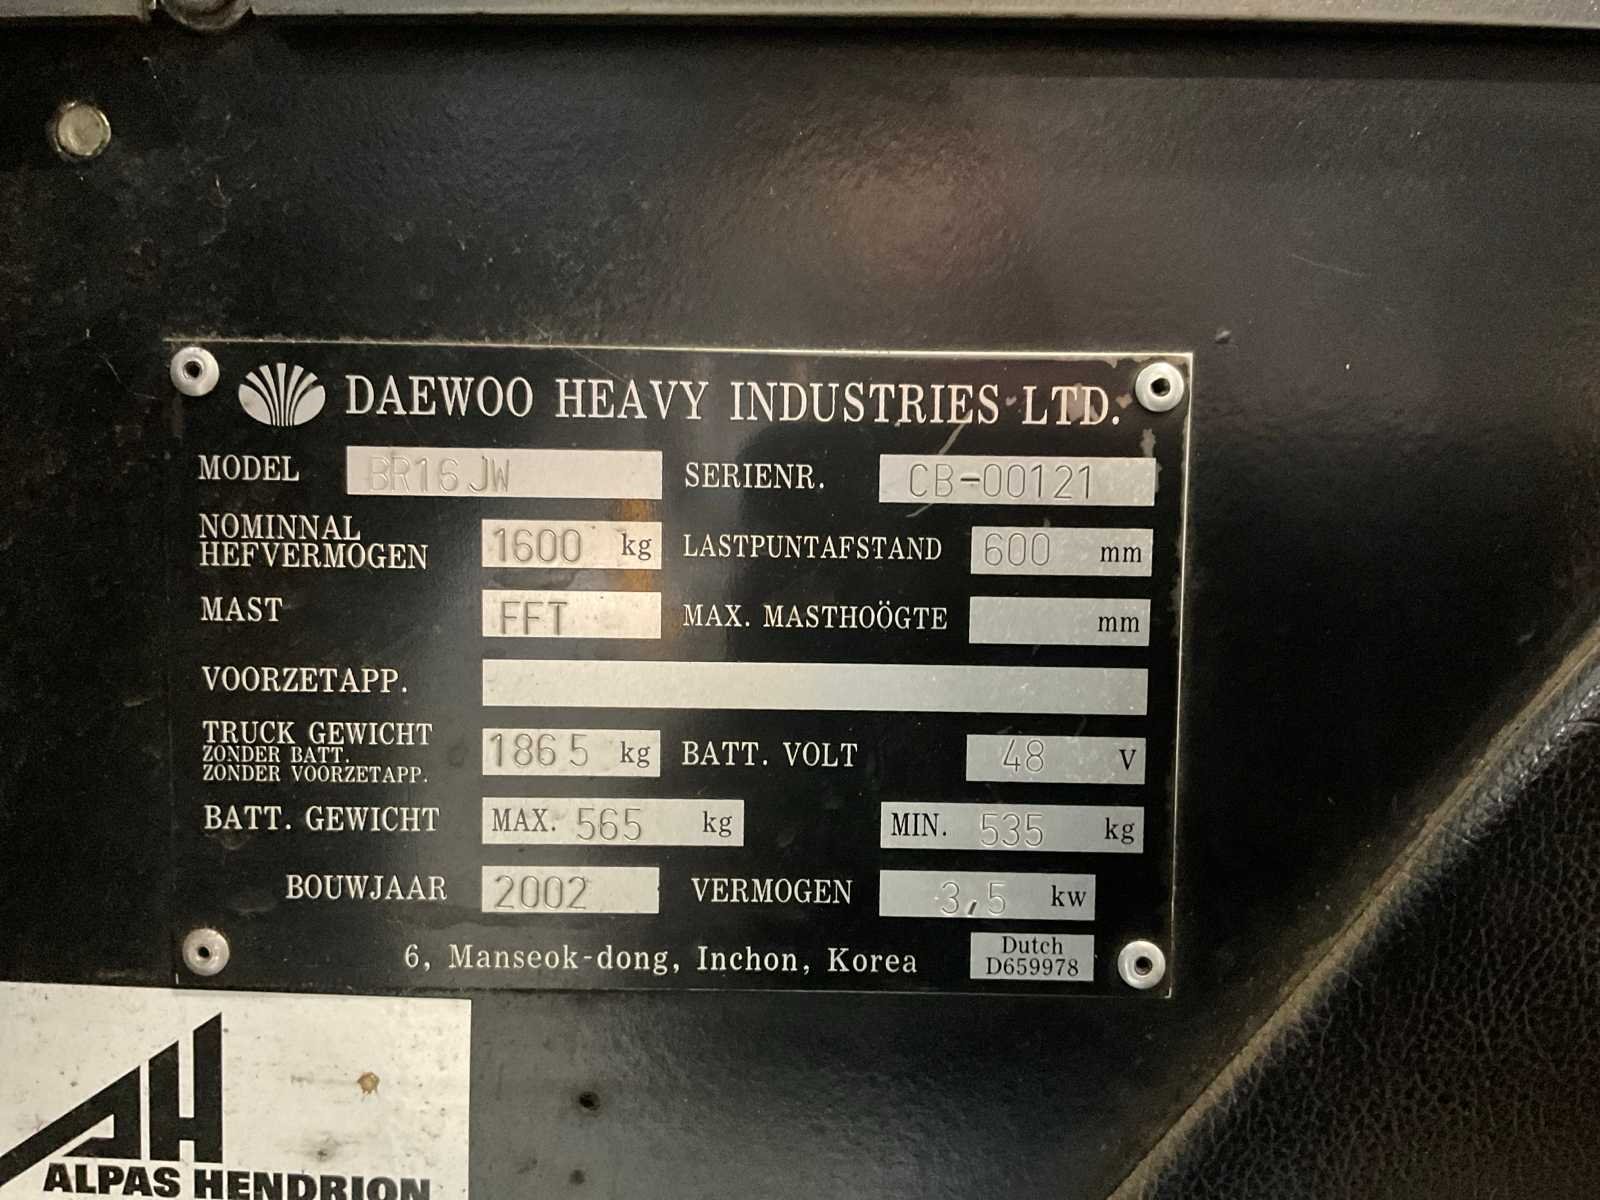 DAEWOO HEAVY INDUSTRIES LTD.
MODEL BR16JW SERIENR. CB-00121
NOMINNAL
HEFVERMOGEN 1600 kg LASTPUNTAFSTAND 600 mm
MAST FFT MAX. MASTHOÖGTE mm
VOORZETAPP.
TRUCK GEWICHT
ZONDER BATT.
ZONDER VOORZETAPP. 1865 kg BATT. VOLT 48 V
BATT. GEWICHT MAX. 565 kg MIN. 535 kg
BOUWJAAR 2002 VERMOGEN 3,5 kw
6, Manseok-dong, Inchon, Korea
Dutch
D659978
AH
ALPAS HENDRION